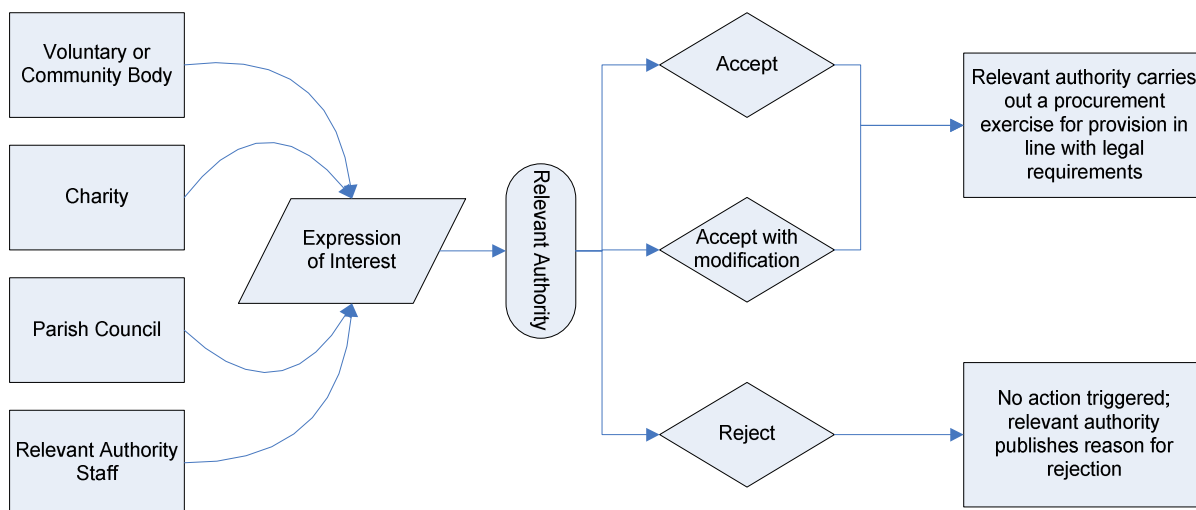 Voluntary or
Community Body
Charity
Parish Council
Relevant Authority
Staff
Expression
of Interest
Relevant Authority
Accept
Accept with
modification
Reject
Relevant authority carries
out a procurement
exercise for provision in
line with legal
requirements
No action triggered;
relevant authority
publishes reason for
rejection